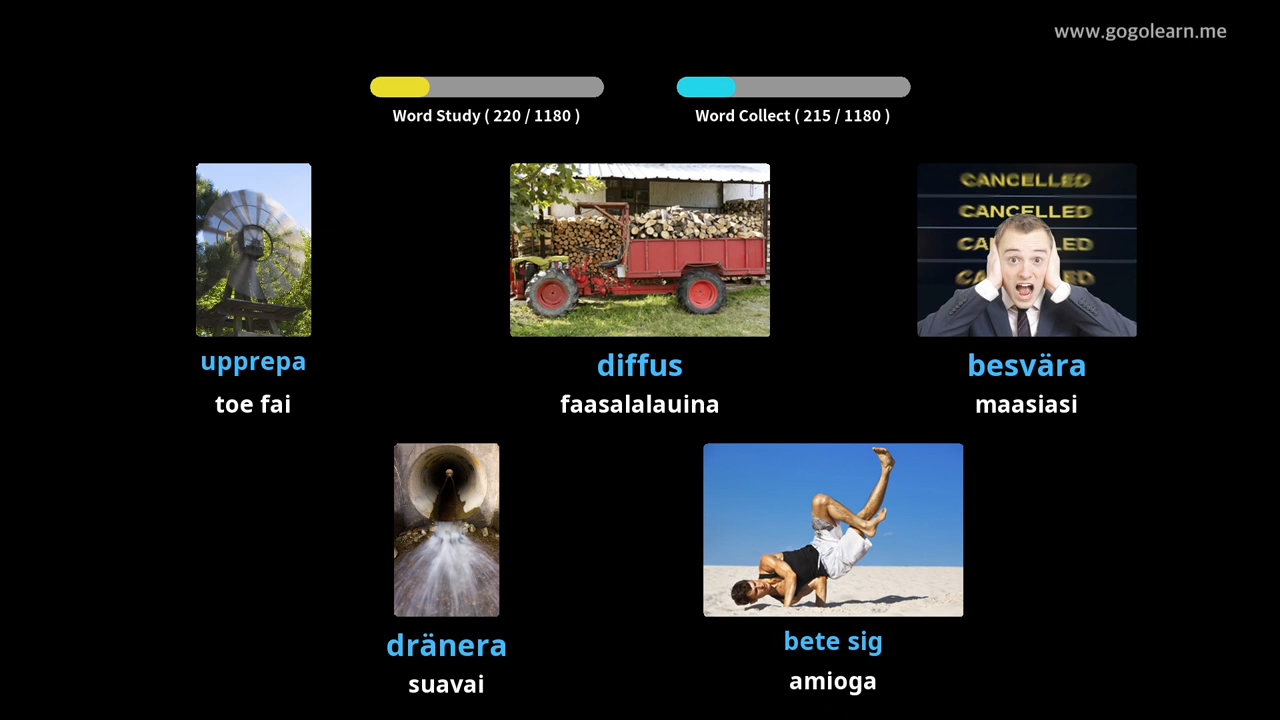 www.gogolearn.me
Word Study ( 220 / 1180 )
Word Collect ( 215 / 1180 )
CANCELLED
CANCELLED
upprepa
toe fai
diffus
faasalalauina
besvära
maasiasi
dränera
suavai
bete sig
amioga